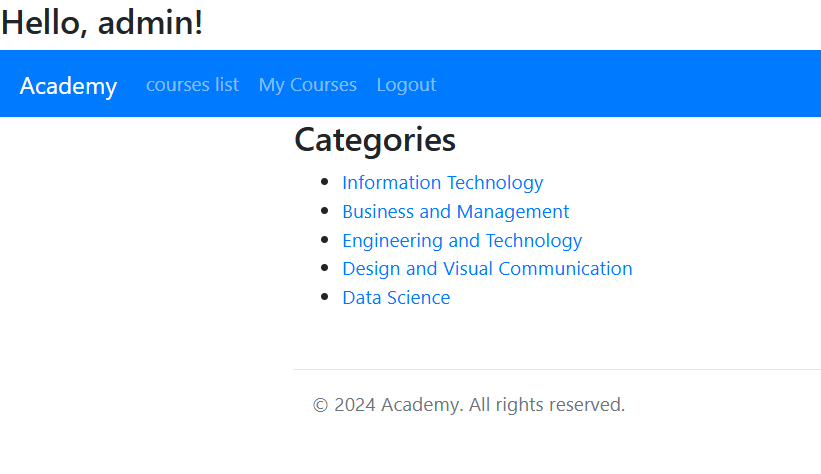 Hello, admin!
Academy courses list My Courses Logout
Categories
Information Technology
Business and Management
Engineering and Technology
Design and Visual Communication
Data Science
© 2024 Academy. All rights reserved.